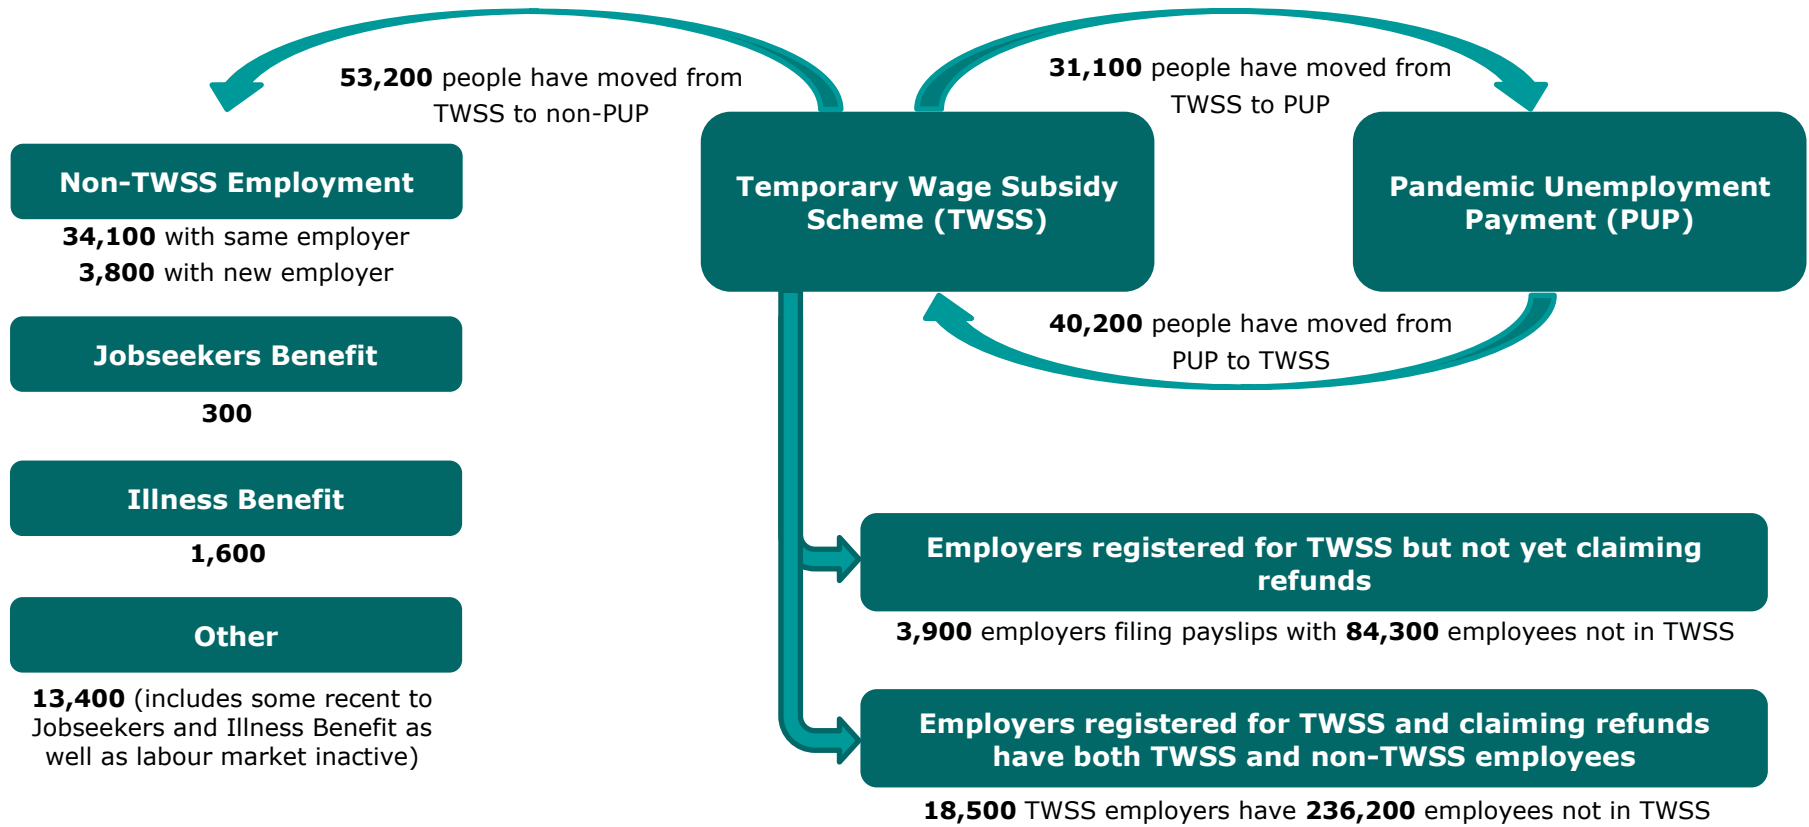 53,200 people have moved from
TWSS to non-PUP
31,100 people have moved from
TWSS to PUP
Non-TWSS Employment
34,100 with same employer
3,800 with new employer
Jobseekers Benefit
300
Illness Benefit
1,600
Other
13,400 (includes some recent to
Jobseekers and Illness Benefit as
well as labour market inactive)
Temporary Wage Subsidy
Scheme (TWSS)
Pandemic Unemployment
Payment (PUP)
40,200 people have moved from
PUP to TWSS
Employers registered for TWSS but not yet claiming
refunds
3,900 employers filing payslips with 84,300 employees not in TWSS
Employers registered for TWSS and claiming refunds
have both TWSS and non-TWSS employees
18,500 TWSS employers have 236,200 employees not in TWSS